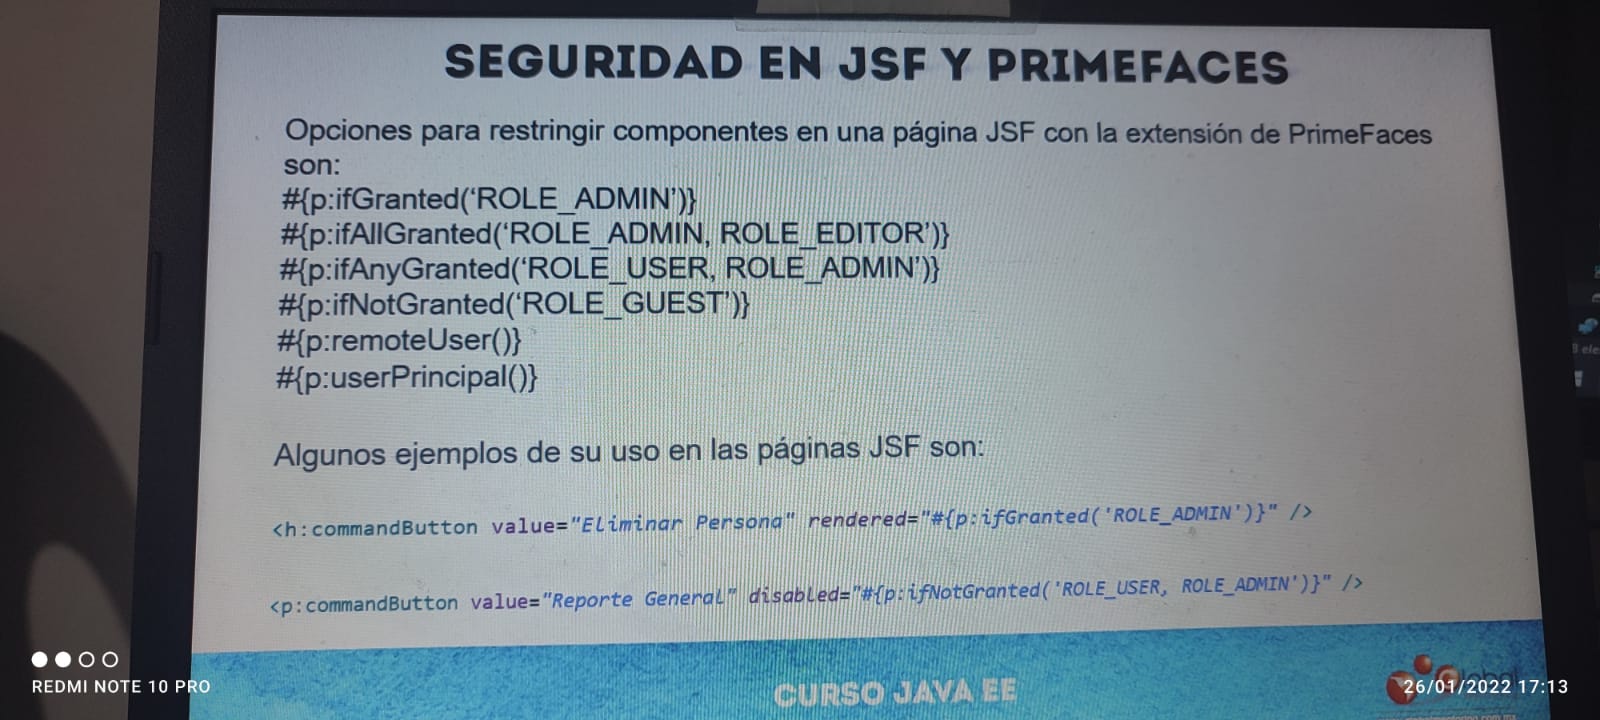 SEGURIDAD EN JSF Y PRIMEFACES
Opciones para restringir componentes en una página JSF con la extensión de PrimeFaces
son:
#{p:ifGranted(‘ROLE_ADMIN’)}
#{p:ifAllGranted(‘ROLE_ADMIN, ROLE_EDITOR’)}
#{p:ifAnyGranted(‘ROLE_USER, ROLE_ADMIN’)}
#{p:ifNotGranted(‘ROLE_GUEST’)}
#{p:remoteUser()}
#{p:userPrincipal()}
Algunos ejemplos de su uso en las páginas JSF son:
<h:commandButton value="Eliminar Persona" rendered="#{p:ifGranted('ROLE_ADMIN')}" />
<p:commandButton value="Reporte General" disabled="#{p:ifNotGranted('ROLE_USER, ROLE_ADMIN')}" />
CURSO JAVA EE
REDMI NOTE 10 PRO
26/01/2022 17:13